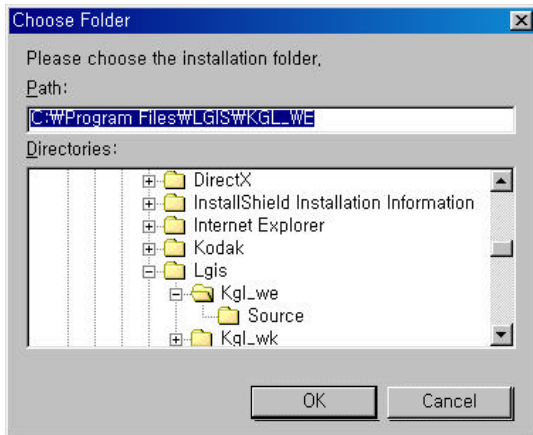 Choose Folder
Please choose the installation folder,
Path:
C:₩Program Files₩LGIS₩KGL_WE
Directories:
DirectX
InstallShield Installation Information
Internet Explorer
Kodak
Lgis
Kgl_we
Source
Kgl_wk
OK Cancel